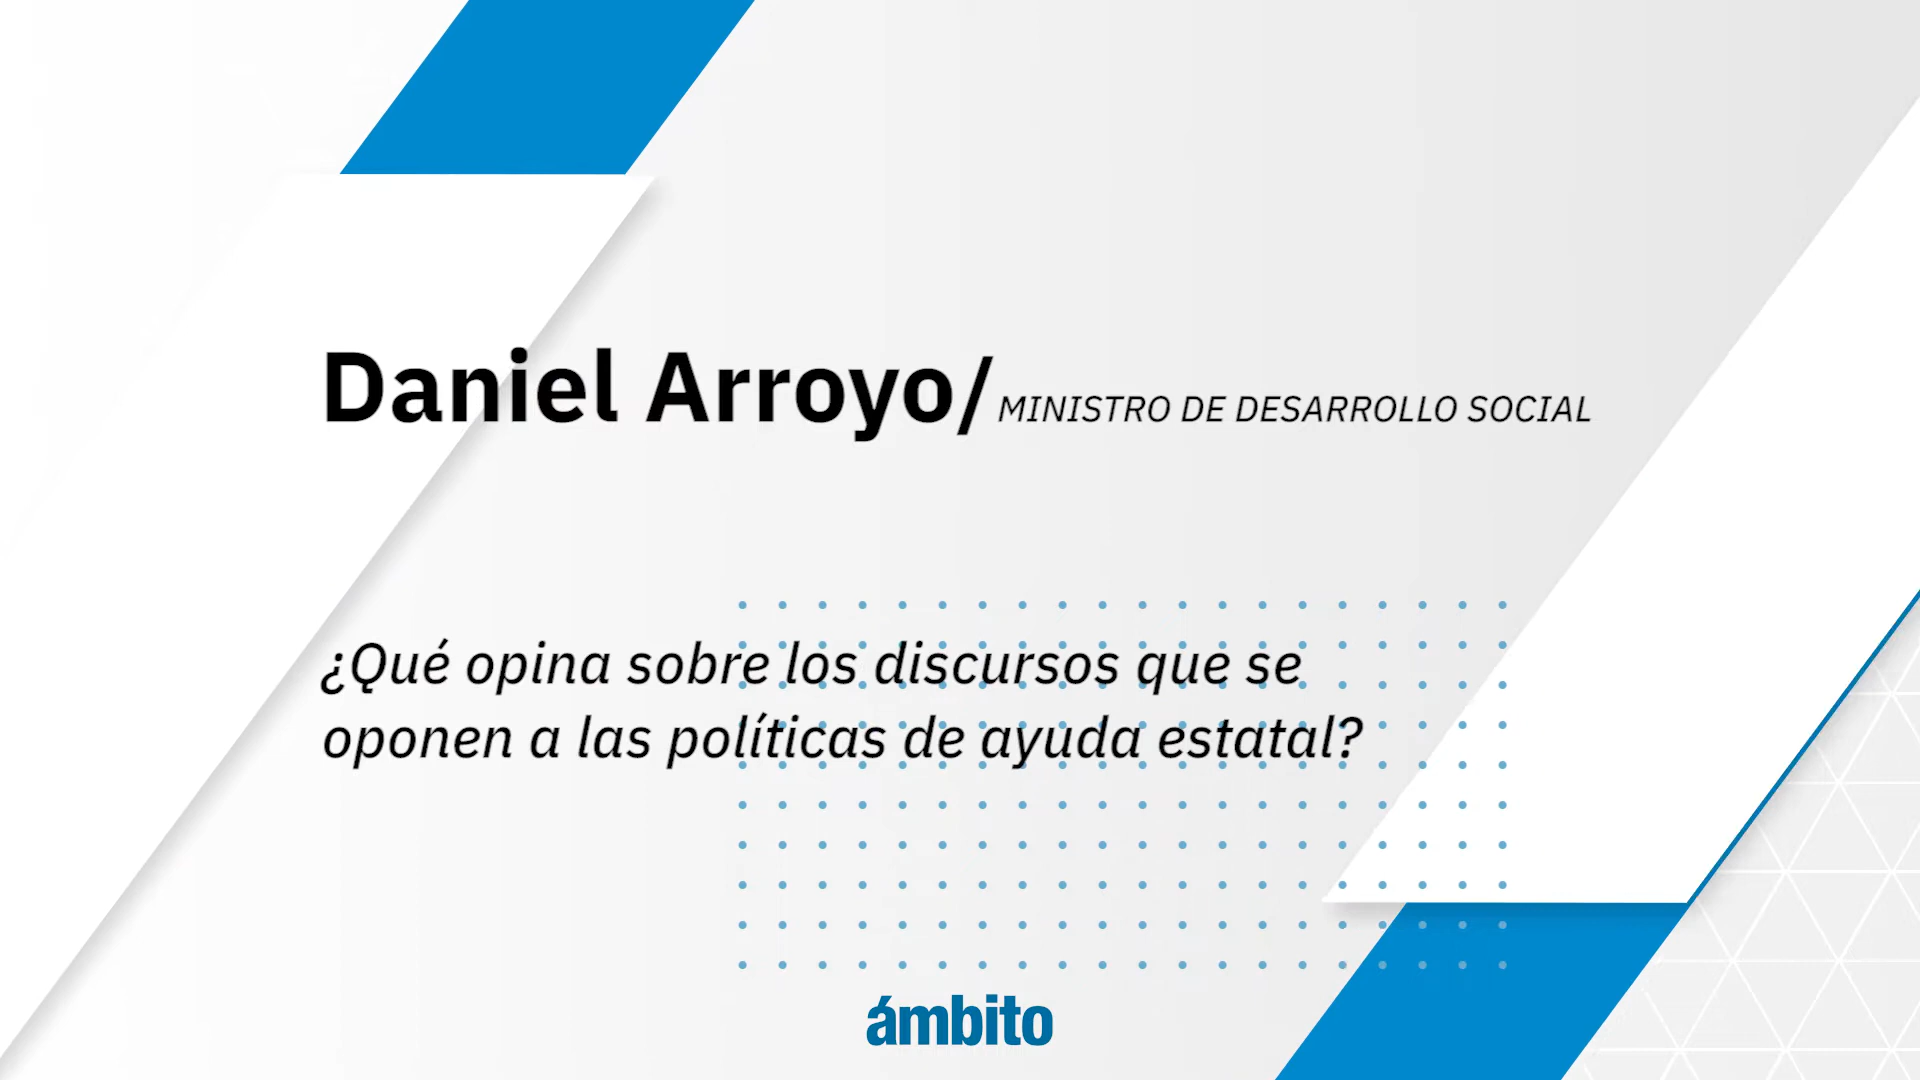 Daniel Arroyo/ MINISTRO DE DESARROLLO SOCIAL
¿Qué opina sobre los discursos que se
oponen a las políticas de ayuda estatal?
ámbito